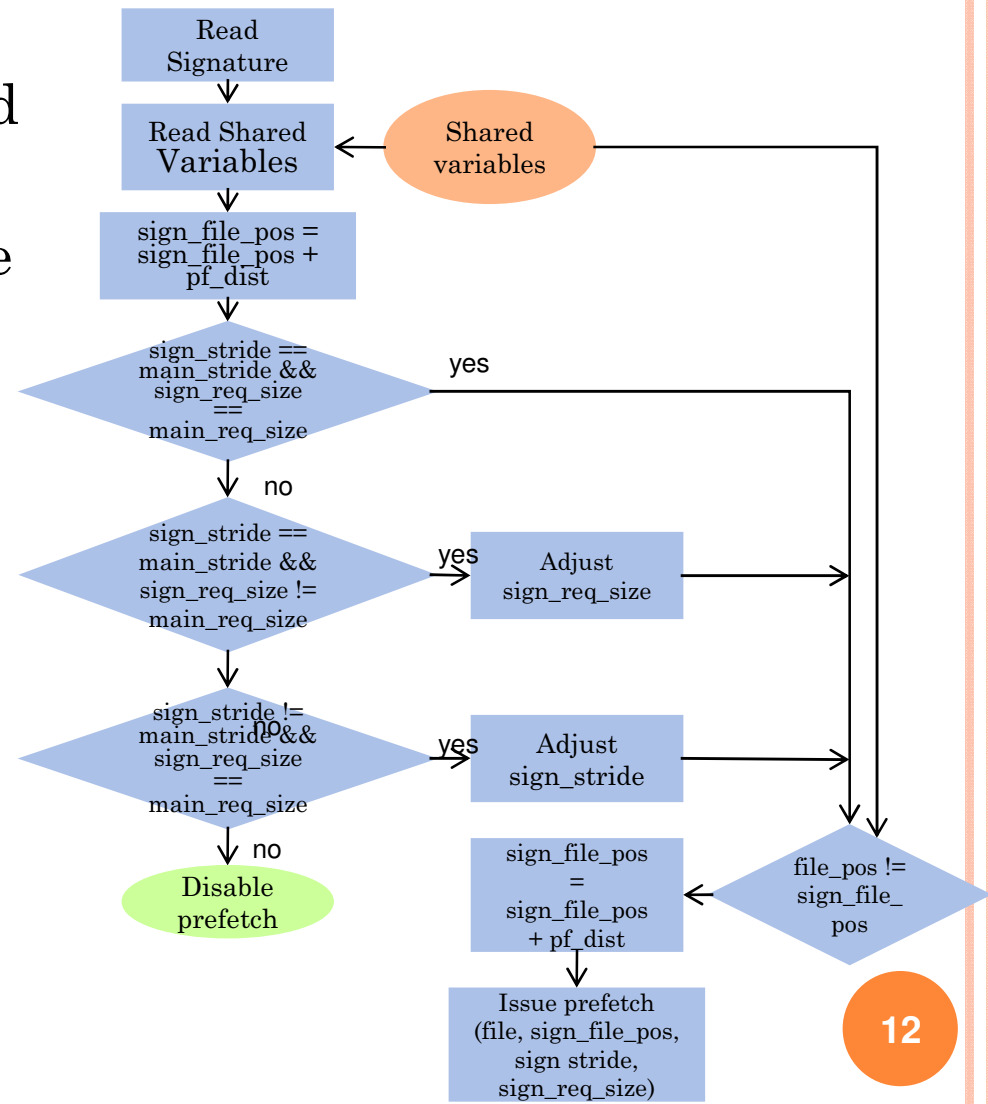 Read
Signature
d
Read Shared
Variables
Shared
variables
e
sign_file_pos =
sign_file_pos +
pf_dist
sign_stride ==
main_stride &&
sign_req_size
==
main_req_size
yes
no
sign_stride ==
main_stride &&
sign_req_size !=
main_req_size
yes
Adjust
sign_req_size
no
sign_stride !=
main_stride &&
sign_req_size
==
main_req_size
yes
Adjust
sign_stride
no
Disable
prefetch
file_pos !=
sign_file_
pos
sign_file_pos
=
sign_file_pos
+ pf_dist
Issue prefetch
(file, sign_file_pos,
sign stride,
sign_req_size)
12